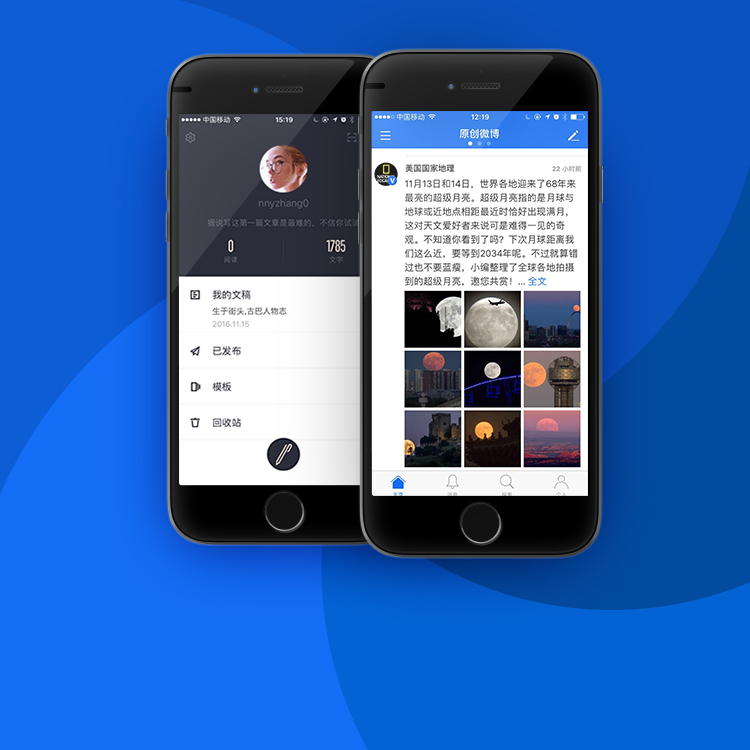 中国移动
15:19
nnyzhang0
据说写这第一篇文章是最难的, 不信你试试
0
阅读
1785
文字
我的文稿
生于街头,古巴人物志
2016.11.15
已发布
模板
回收站
中国移动
12:19
原创微博
美国国家地理
22 小时前
11月13日和14日，世界各地迎来了68年来
最亮的超级月亮。超级月亮指的是月球与
地球或近地点相距最近时恰好出现满月，
这对天文爱好者来说可是难得一见的奇
观。不知道你看到了吗？下次月球距离我
们这么近，要等到2034年呢。不过就算错
过也不要蓝瘦，小编整理了全球各地拍摄
到的超级月亮，邀您共赏！... 全文